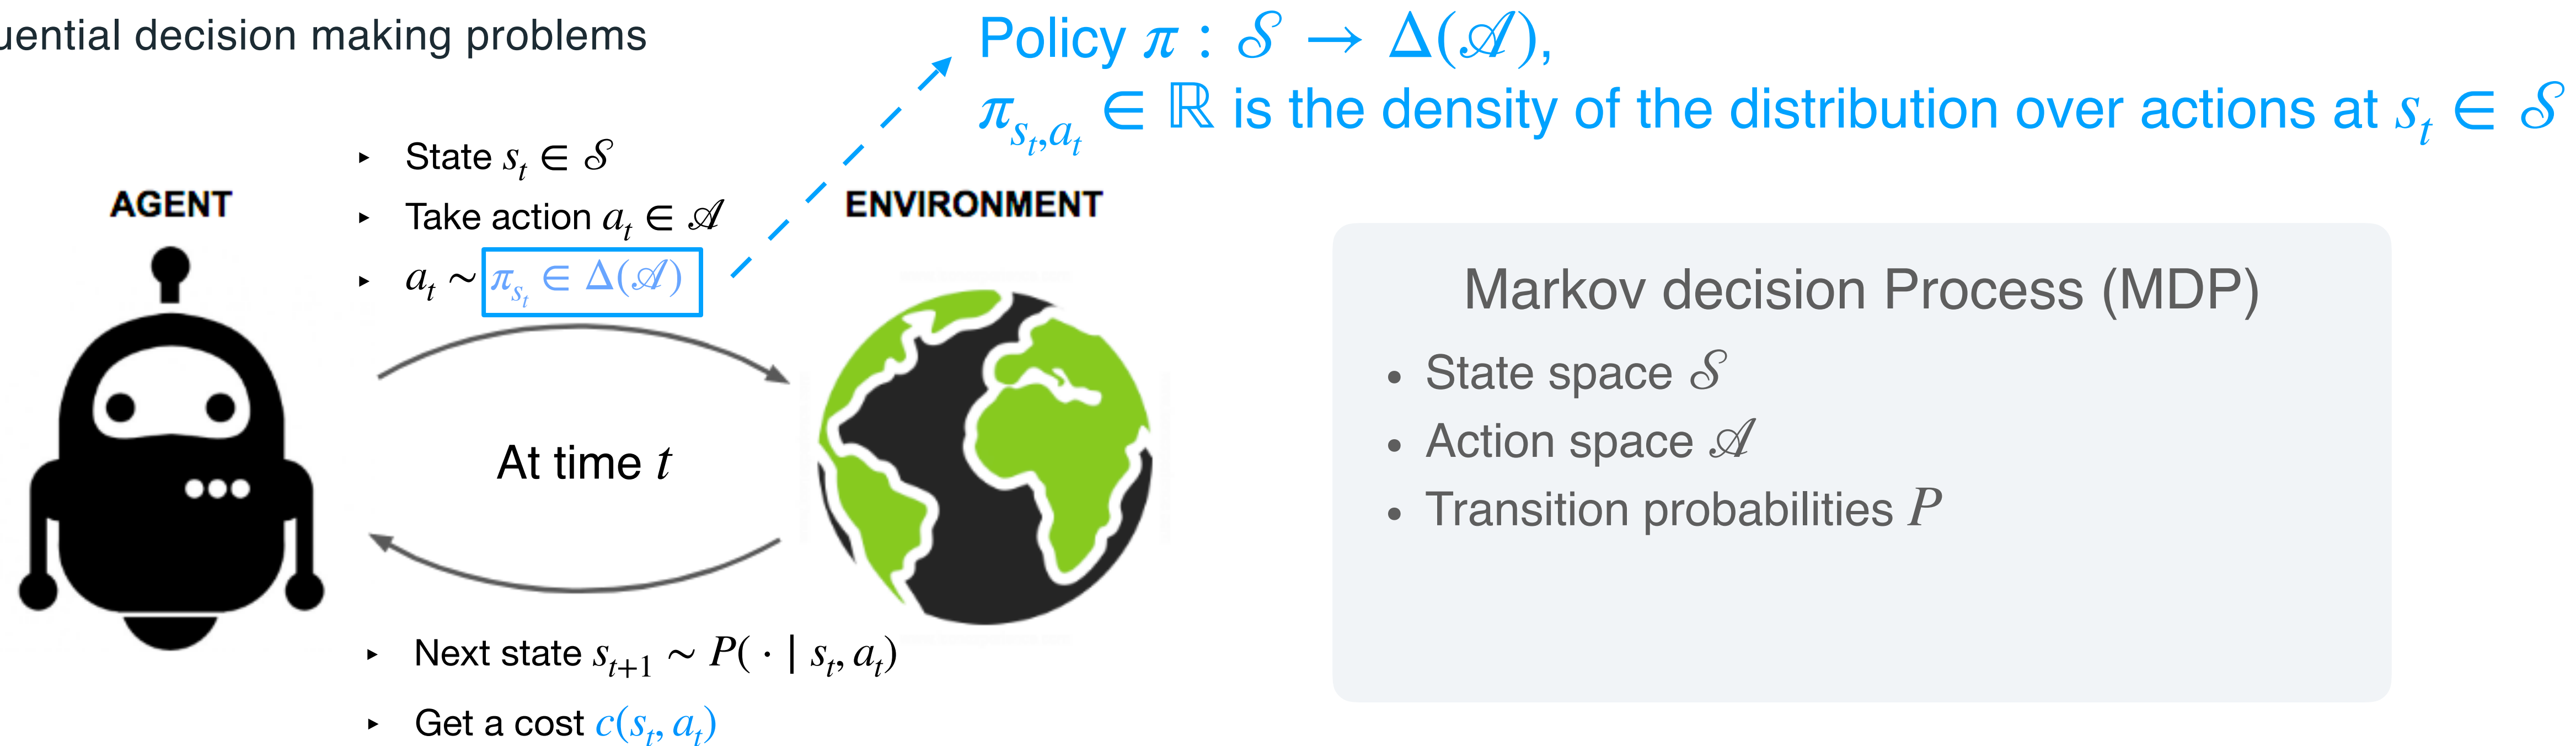 uential decision making problems
Policy π : 𝒮 → Δ(𝒜),
π_{s_t,a_t} ∈ ℝ is the density of the distribution over actions at s_t ∈ 𝒮
▸ State s_t ∈ 𝒮
▸ Take action a_t ∈ 𝒜
▸ a_t ~ π_{s_t} ∈ Δ(𝒜)
AGENT
ENVIRONMENT
At time t
▸ Next state s_{t+1} ~ P( · | s_t, a_t)
▸ Get a cost c(s_t, a_t)
Markov decision Process (MDP)
• State space 𝒮
• Action space 𝒜
• Transition probabilities P